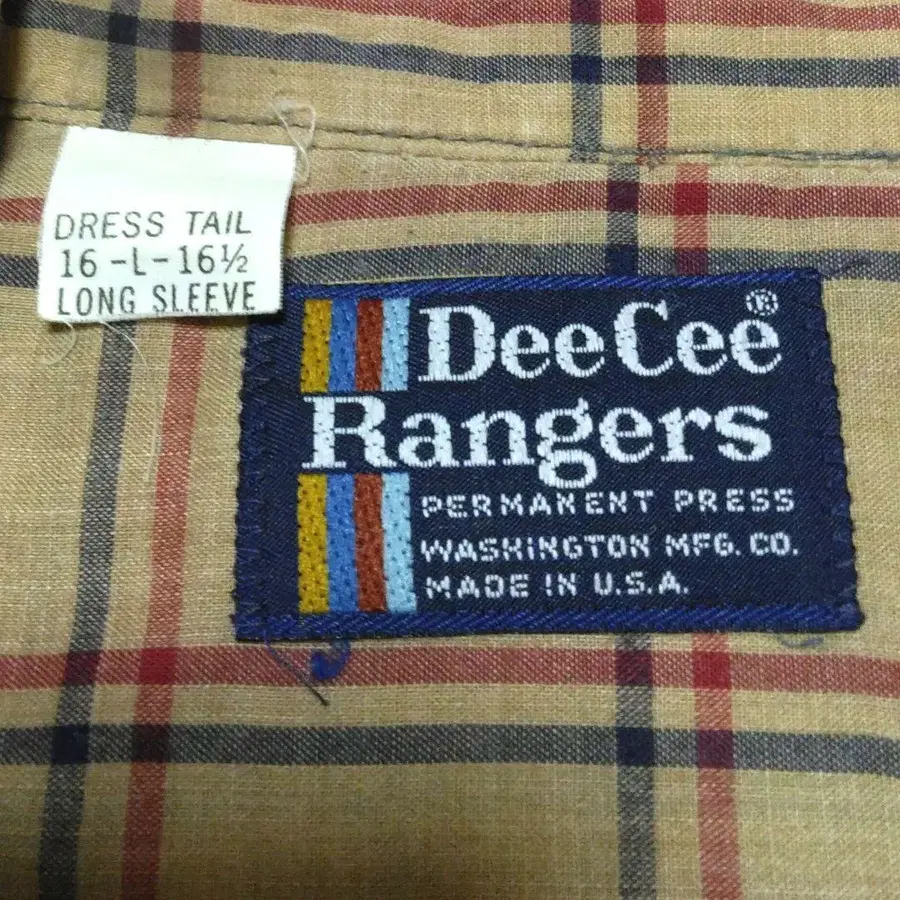 DRESS TAIL
16-L-16½
LONG SLEEVE
DeeCee®
Rangers
PERMANENT PRESS
WASHINGTON MFG. CO.
MADE IN U.S.A.